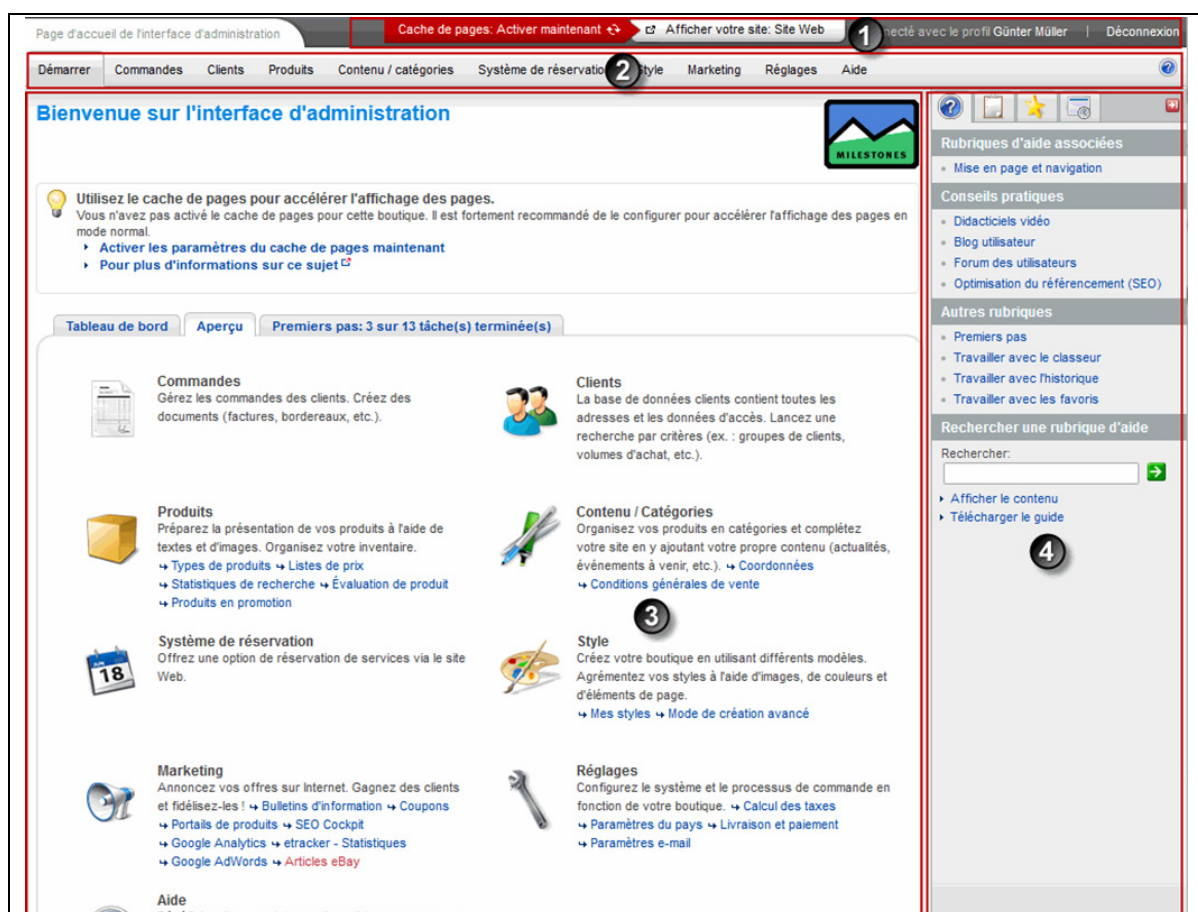 Page d'accueil de l'interface d'administration
Cache de pages: Activer maintenant
Afficher votre site: Site Web
1
necté avec le profil Günter Müller | Déconnexion
Démarrer Commandes Clients Produits Contenu / catégories Système de réservatio 2 Style Marketing Réglages Aide ?
Bienvenue sur l'interface d'administration
MILESTONES
Utilisez le cache de pages pour accélérer l'affichage des pages.
Vous n'avez pas activé le cache de pages pour cette boutique. Il est fortement recommandé de le configurer pour accélérer l'affichage des pages en
mode normal.
Activer les paramètres du cache de pages maintenant
Pour plus d'informations sur ce sujet
Tableau de bord Aperçu Premiers pas: 3 sur 13 tâche(s) terminée(s)
Commandes
Gérez les commandes des clients. Créez des
documents (factures, bordereaux, etc.).
Clients
La base de données clients contient toutes les
adresses et les données d'accès. Lancez une
recherche par critères (ex. : groupes de clients,
volumes d'achat, etc.).
Produits
Préparez la présentation de vos produits à l'aide de
textes et d'images. Organisez votre inventaire.
Types de produits Listes de prix
Statistiques de recherche Évaluation de produit
Produits en promotion
Contenu / Catégories
Organisez vos produits en catégories et complétez
votre site en y ajoutant votre propre contenu (actualités,
événements à venir, etc.). Coordonnées
Conditions générales de vente
3
18
Système de réservation
Offrez une option de réservation de services via le site
Web.
Style
Créez votre boutique en utilisant différents modèles.
Agrémentez vos styles à l'aide d'images, de couleurs et
d'éléments de page.
Mes styles Mode de création avancé
Marketing
Annoncez vos offres sur Internet. Gagnez des clients
et fidélisez-les ! Bulletins d'information Coupons
Portails de produits SEO Cockpit
Google Analytics etracker - Statistiques
Google AdWords Articles eBay
Réglages
Configurez le système et le processus de commande en
fonction de votre boutique. Calcul des taxes
Paramètres du pays Livraison et paiement
Paramètres e-mail
Aide
?
Rubriques d'aide associées
Mise en page et navigation
Conseils pratiques
Didacticiels vidéo
Blog utilisateur
Forum des utilisateurs
Optimisation du référencement (SEO)
Autres rubriques
Premiers pas
Travailler avec le classeur
Travailler avec l'historique
Travailler avec les favoris
Rechercher une rubrique d'aide
Rechercher:
Afficher le contenu
Télécharger le guide
4